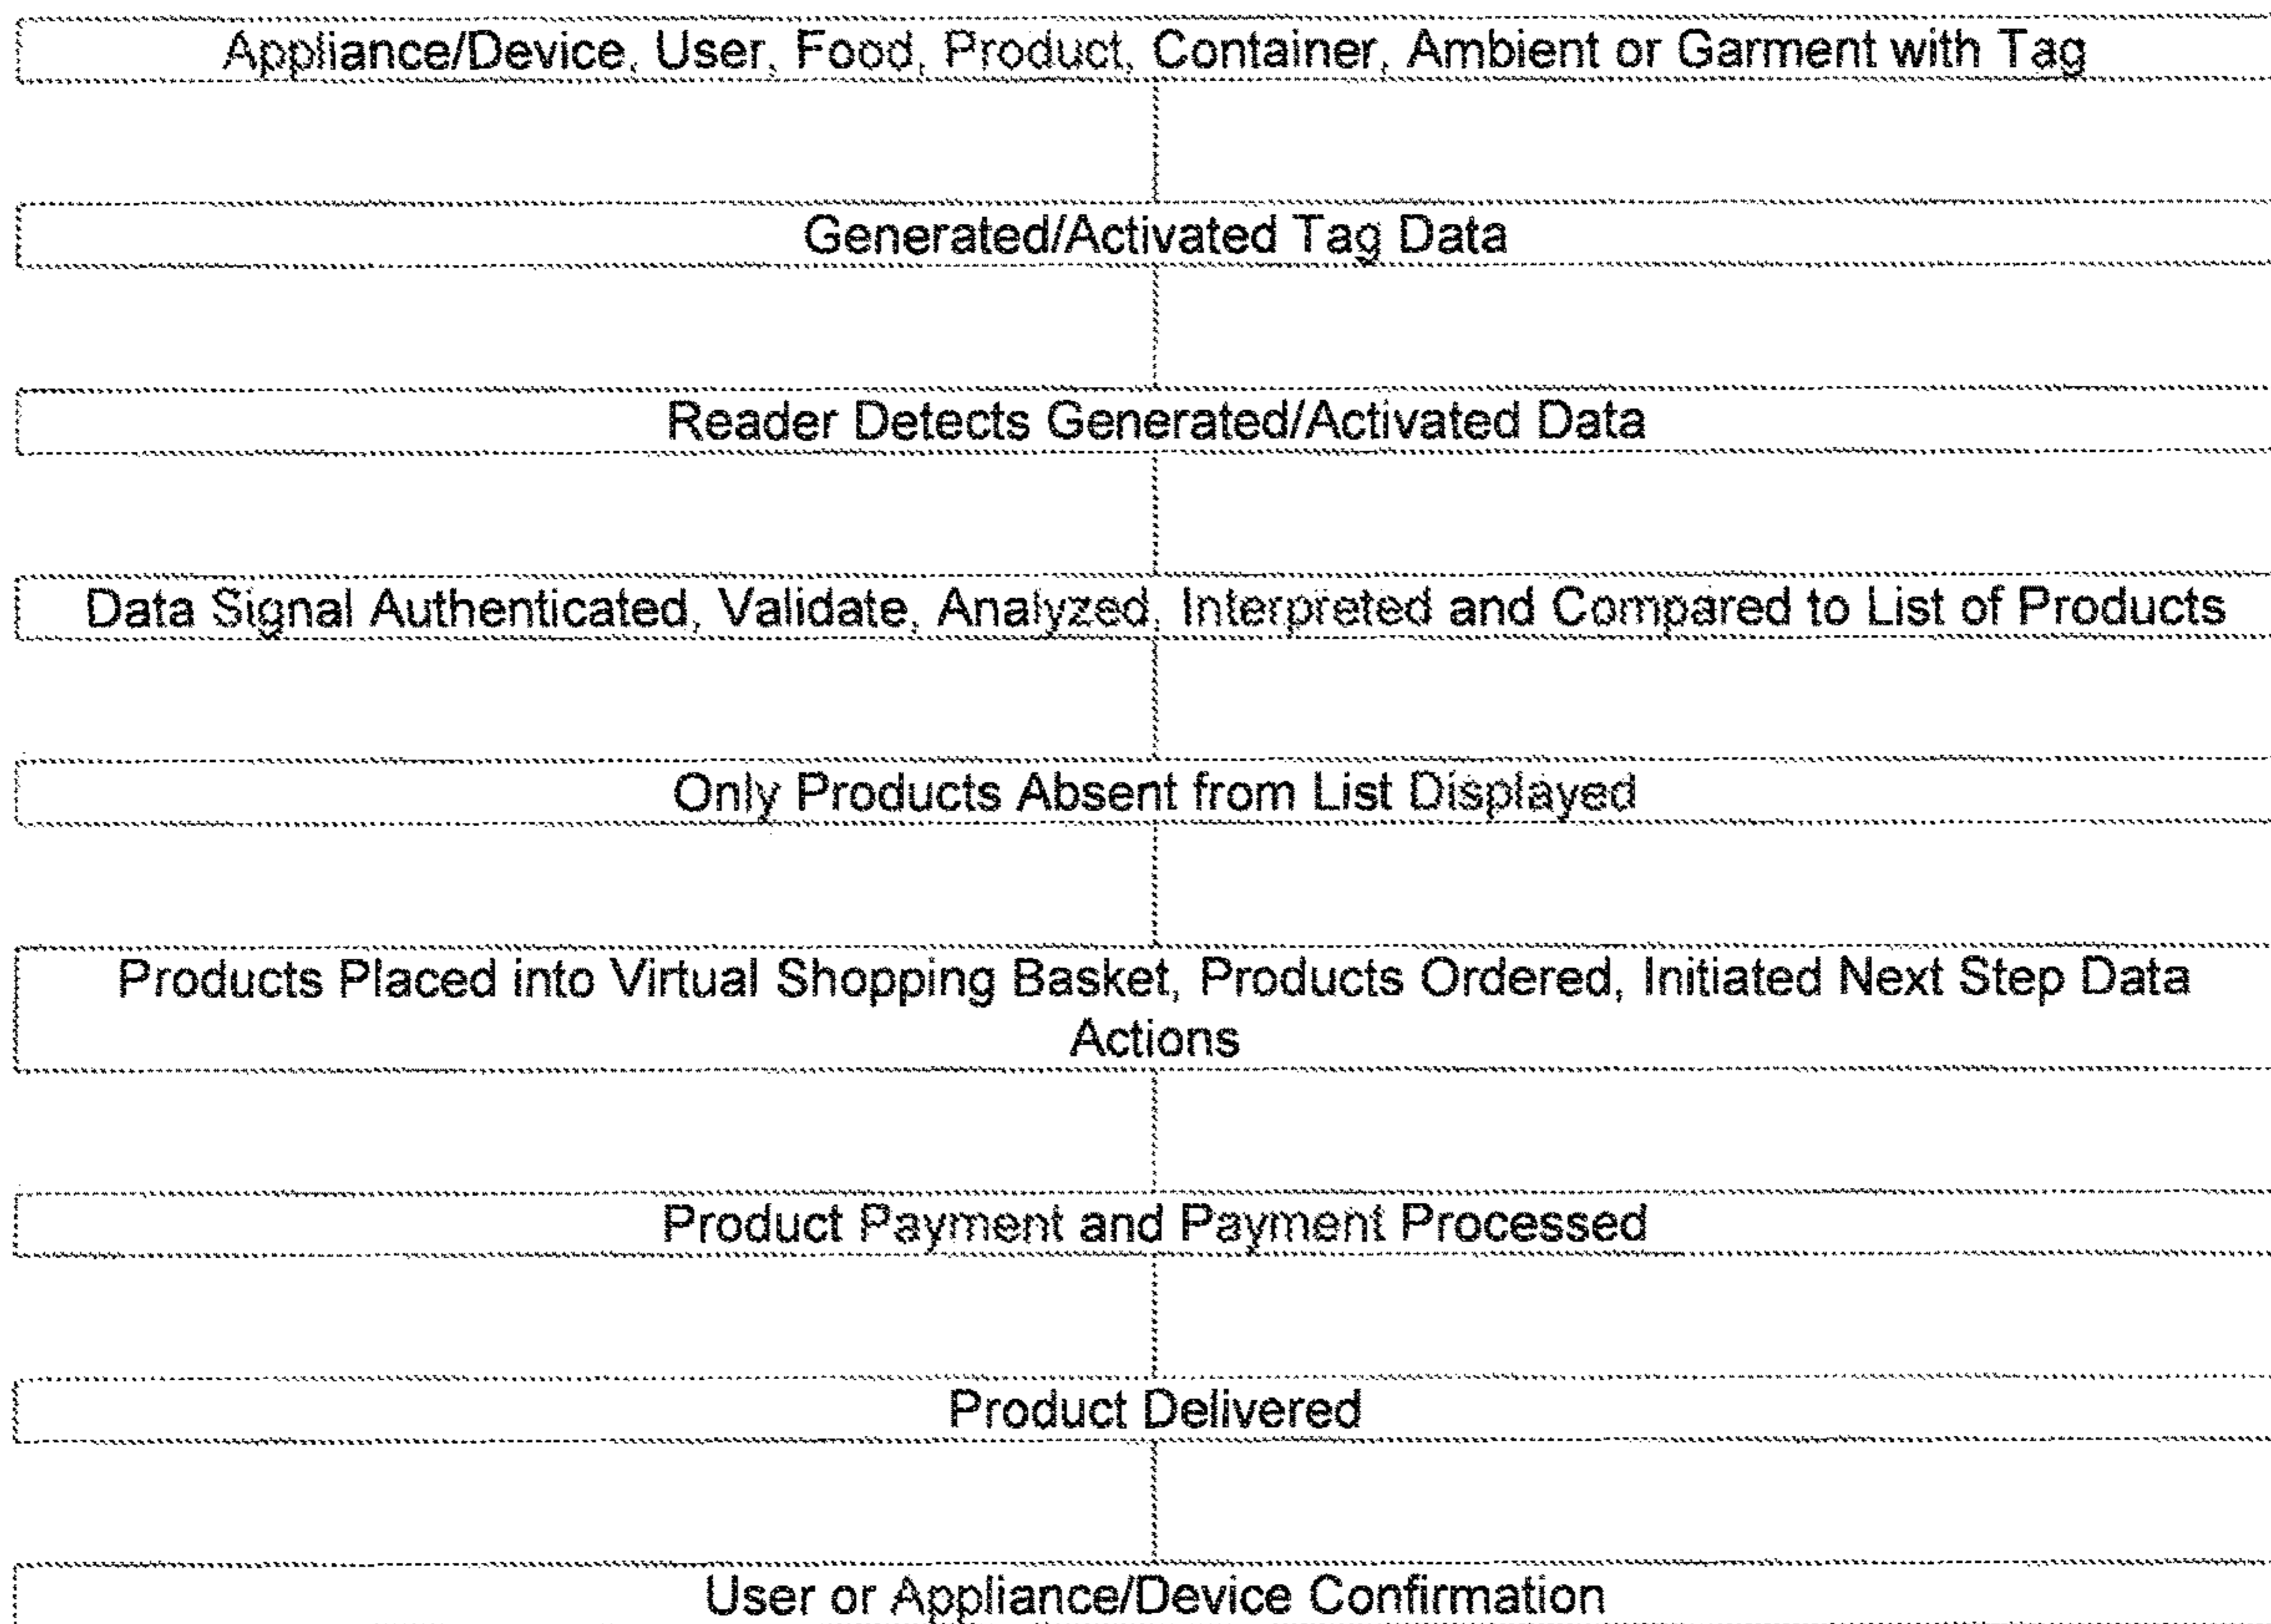 Appliance/Device, User, Food, Product, Container, Ambient or Garment with Tag
Generated/Activated Tag Data
Reader Detects Generated/Activated Data
Data Signal Authenticated, Validate, Analyzed, Interpreted and Compared to List of Products
Only Products Absent from List Displayed
Products Placed into Virtual Shopping Basket, Products Ordered, Initiated Next Step Data
Actions
Product Payment and Payment Processed
Product Delivered
User or Appliance/Device Confirmation